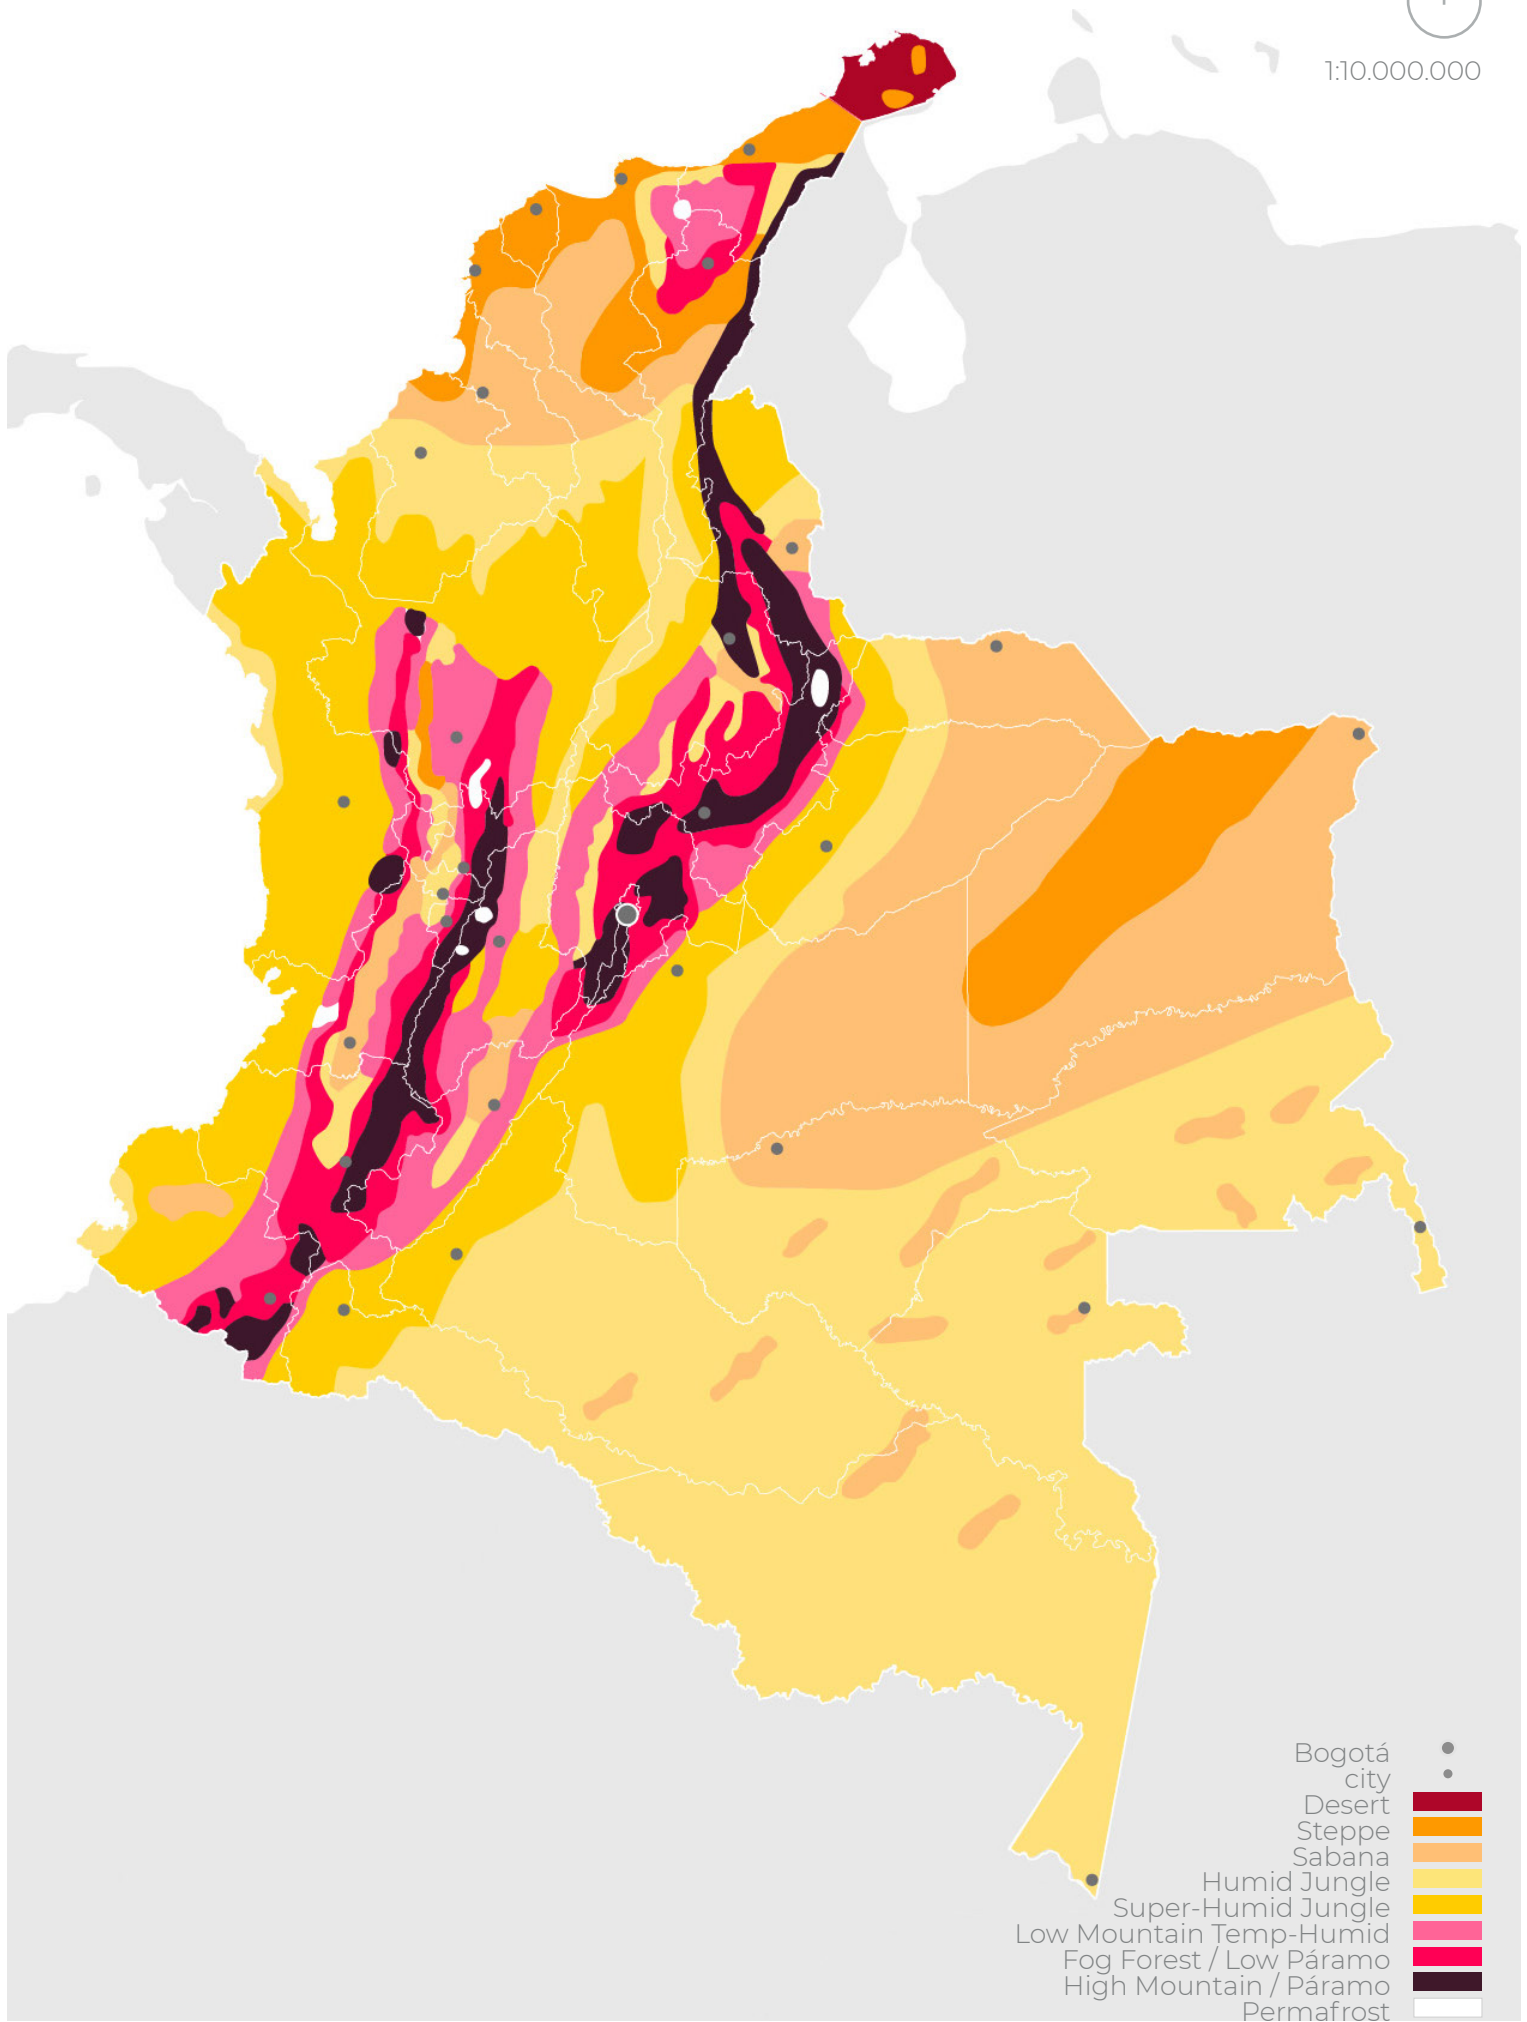 1:10.000.000
Bogotá
city
Desert
Steppe
Sabana
Humid Jungle
Super-Humid Jungle
Low Mountain Temp-Humid
Fog Forest / Low Páramo
High Mountain / Páramo
Permafrost